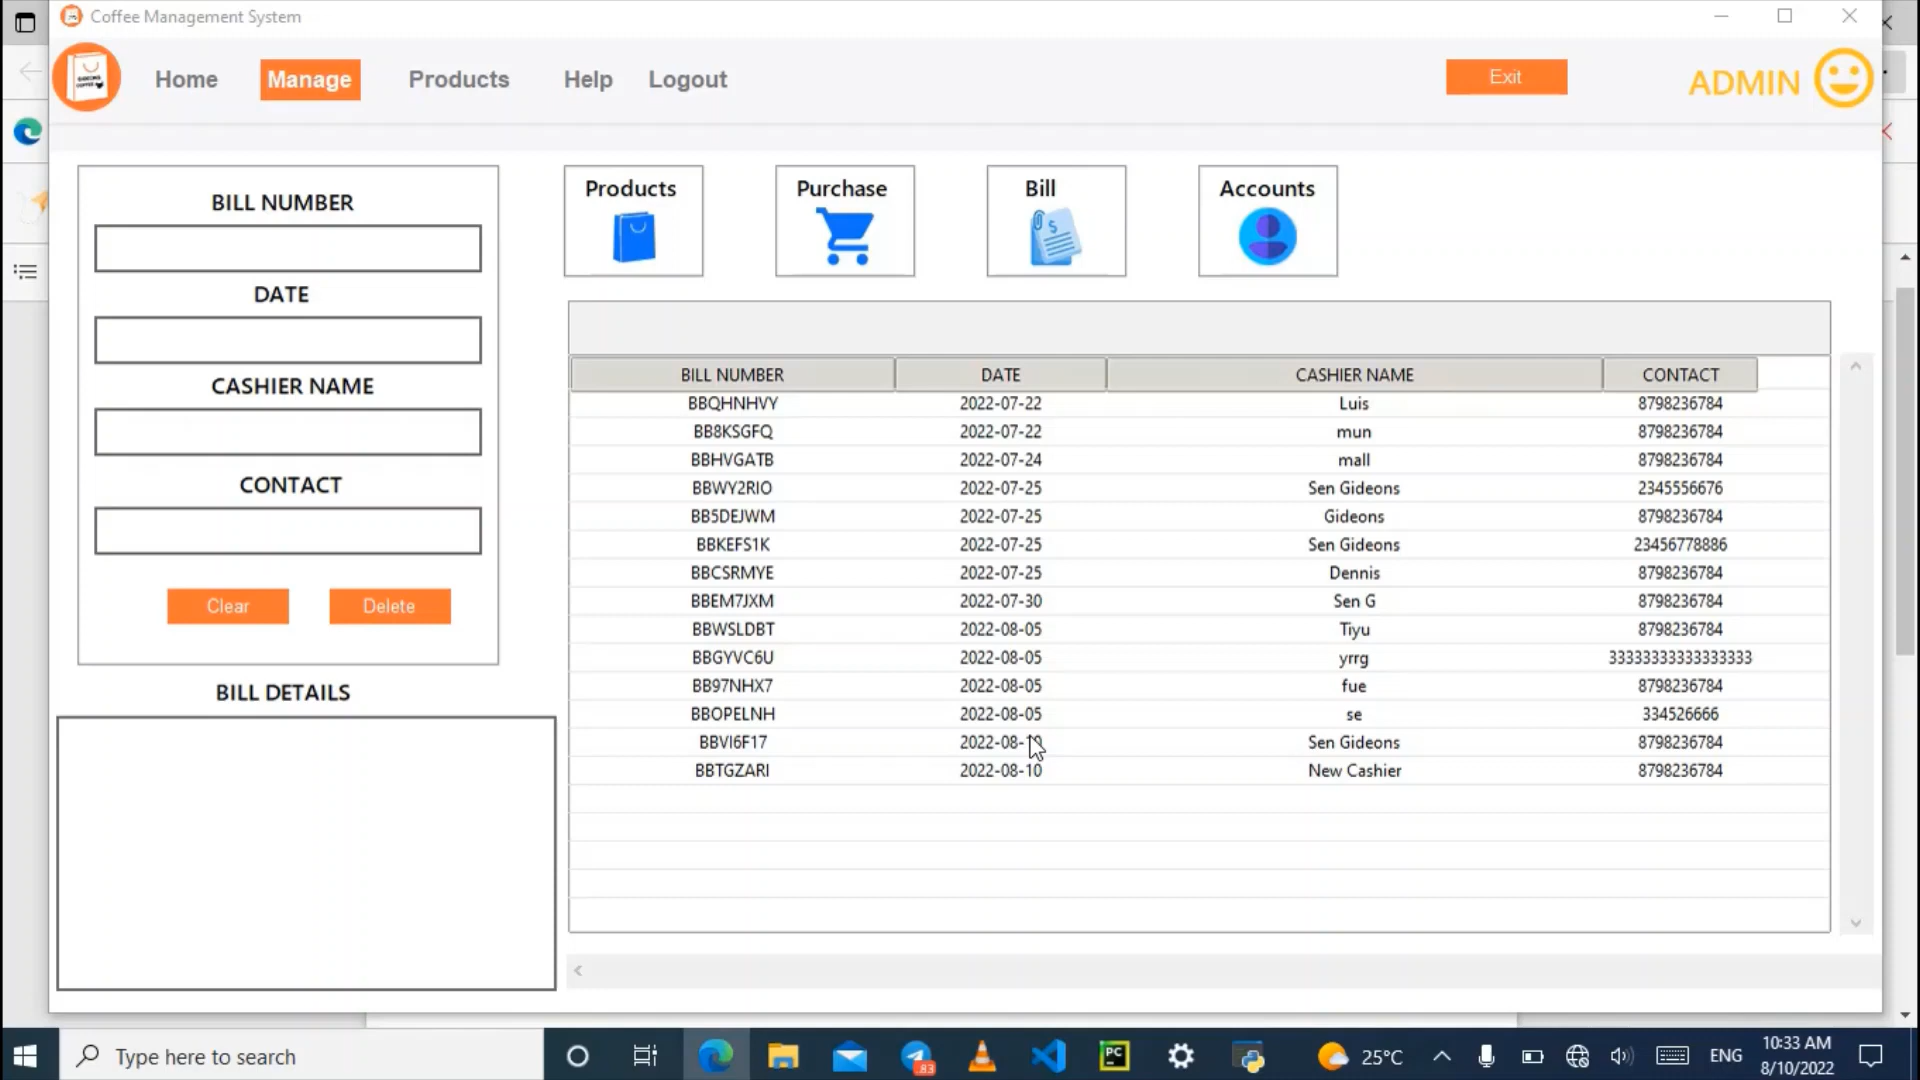 Coffee Management System
Home Manage Products Help Logout Exit ADMIN
BILL NUMBER
DATE
CASHIER NAME
CONTACT
Clear Delete
BILL DETAILS
Products Purchase Bill Accounts
BILL NUMBER DATE CASHIER NAME CONTACT
BBQHNHVY 2022-07-22 Luis 8798236784
BB8KSGFQ 2022-07-22 mun 8798236784
BBHVGATB 2022-07-24 mall 8798236784
BBWY2RIO 2022-07-25 Sen Gideons 2345556676
BB5DEJWM 2022-07-25 Gideons 8798236784
BBKEFS1K 2022-07-25 Sen Gideons 23456778886
BBCSRMYE 2022-07-25 Dennis 8798236784
BBEM7JXM 2022-07-30 Sen G 8798236784
BBWSLDBT 2022-08-05 Tiyu 8798236784
BBGYVC6U 2022-08-05 yrrg 33333333333333333
BB97NHX7 2022-08-05 fue 8798236784
BBOPELNH 2022-08-05 se 334526666
BBVI6F17 2022-08-10 Sen Gideons 8798236784
BBTGZARI 2022-08-10 New Cashier 8798236784
Type here to search
83
PC
25°C
ENG
10:33 AM
8/10/2022